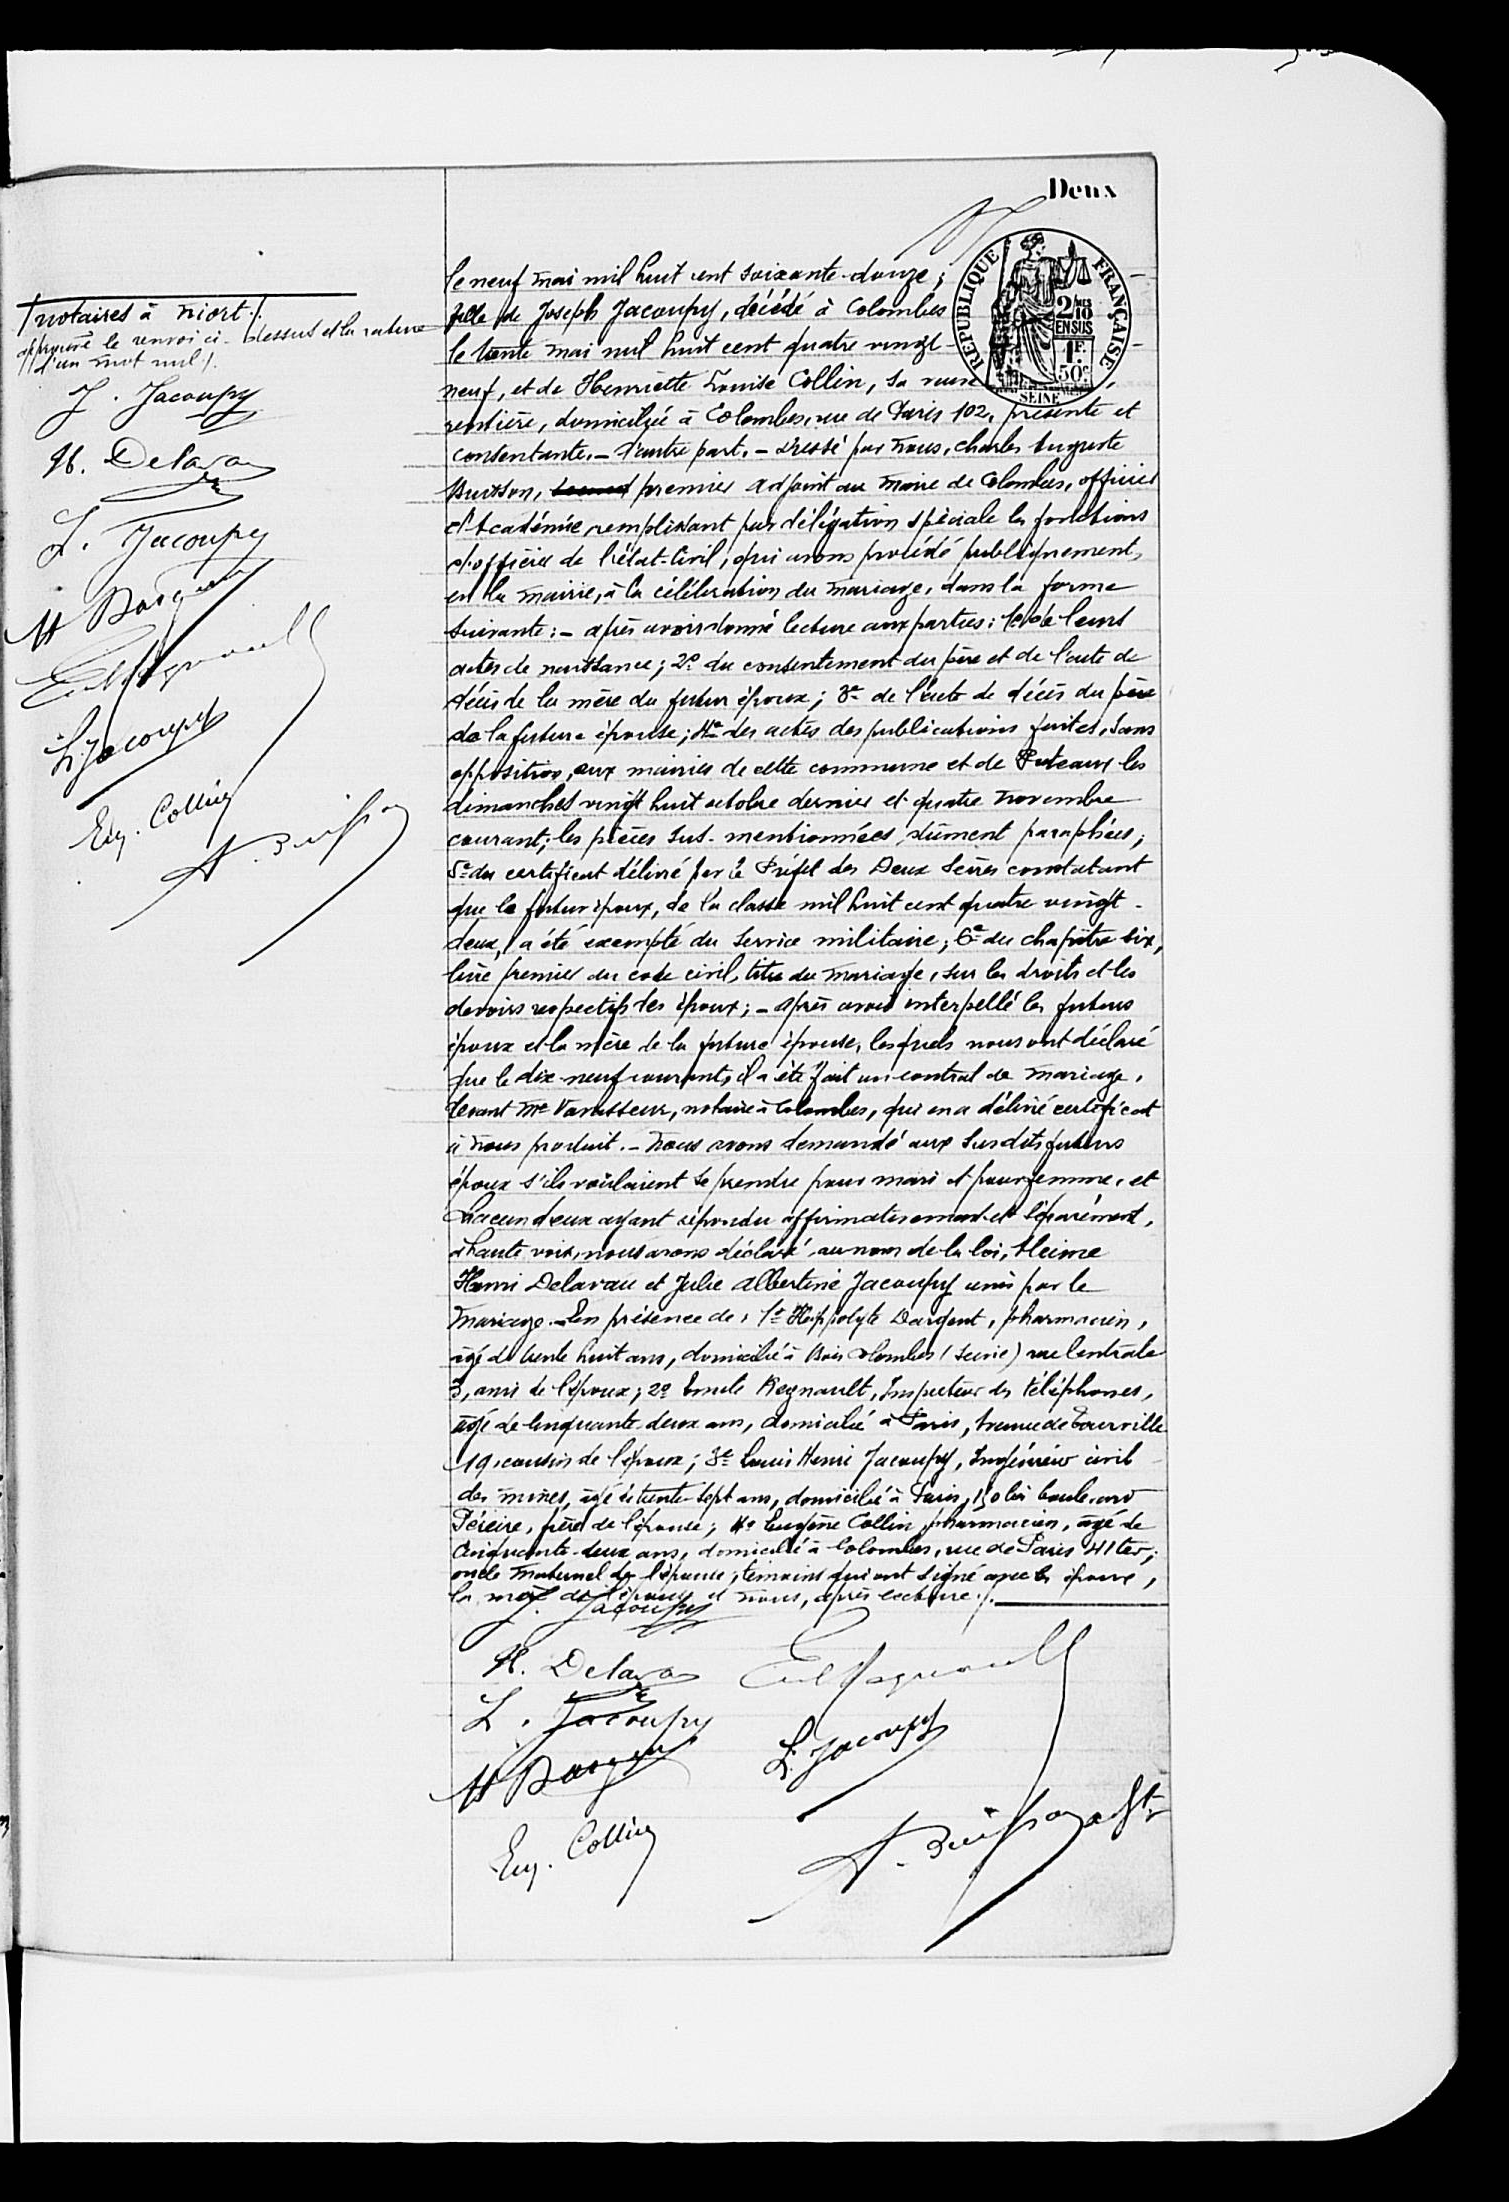 Deux
RÉPUBLIQUE FRANÇAISE
2/10
EN SUS
1F.
50c
SEINE
notaires à Niort ./.
approuvé le renvoi ci-dessus et la rature
d'un mot nul ./.
J. Jacoupy
H. Delavau
L. Jacoupy
H Dargent
L. Jacoupy
Eug. Collin
A. Buisson
le neuf mai mil huit cent soixante-douze;
fille de Joseph Jacoupy, décédé à Colombes
le trente mai mil huit cent quatre vingt-
neuf, et de Henriette Louise Collin, sa veuve,
rentière, domiciliée à Colombes, rue de Paris 102, présente et
consentante. – d'autre part. – dressé par nous, Charles Auguste
Buisson, premier adjoint au Maire de Colombes, officier
d'Académie, remplissant par délégation spéciale les fonctions
d'officier de l'état-civil, qui avons procédé publiquement,
en la mairie, à la célébration du mariage, dans la forme
suivante: – après avoir donné lecture aux parties: 1º de leurs
actes de naissance; 2º du consentement du père et de l'acte de
décès de la mère du futur époux; 3º de l'acte de décès du père
de la future épouse; 4º des actes des publications faites, sans
opposition, aux mairies de cette commune et de Puteaux les
dimanches vingt huit octobre dernier et quatre novembre
courant; les pièces sus-mentionnées dûment paraphées;
5º du certificat délivré par le Préfet des Deux Sèvres constatant
que le futur époux, de la classe mil huit cent quatre vingt-
deux, a été exempté du service militaire; 6º du chapitre six,
livre premier du code civil, titre du mariage, sur les droits et les
devoirs respectifs des époux; – après avoir interpellé les futurs
époux et la mère de la future épouse, lesquels nous ont déclaré
que le dix-neuf courant, il a été fait un contrat de mariage,
devant Me Vavasseur, notaire à Colombes, qui en a délivré certificat
à nous produit. – Nous avons demandé aux susdits futurs
époux s'ils voulaient se prendre pour mari et pour femme, et
chacun d'eux ayant répondu affirmativement et séparément,
à haute voix, nous avons déclaré au nom de la loi,
Henri Delavau et Julie Albertine Jacoupy unis par le
mariage. – En présence de: 1º Hippolyte Dargent, pharmacien,
âgé de trente huit ans, domicilié à Bois Colombes (Seine) rue Centrale
3, ami de l'époux; 2º Emile Regnault, Inspecteur des téléphones,
âgé de cinquante-deux ans, domicilié à Paris, Avenue de Tourville
19, cousin de l'époux; 3º Louis Henri Jacoupy, Ingénieur civil
des mines, âgé de trente-sept ans, domicilié à Paris, bis boulevard
Péreire, frère de l'épouse; 4º Eugène Collin, pharmacien, âgé de
cinquante-deux ans, domicilié à Colombes, rue de Paris 41 ter,
oncle maternel de l'épouse, témoins qui ont signé avec les époux,
la mère de l'épouse et nous, après lecture ./.
J. Jacoupy
H. Delavau
L. Jacoupy
L. Jacoupy
H Dargent
Eug. Collin
A. Buisson adjt